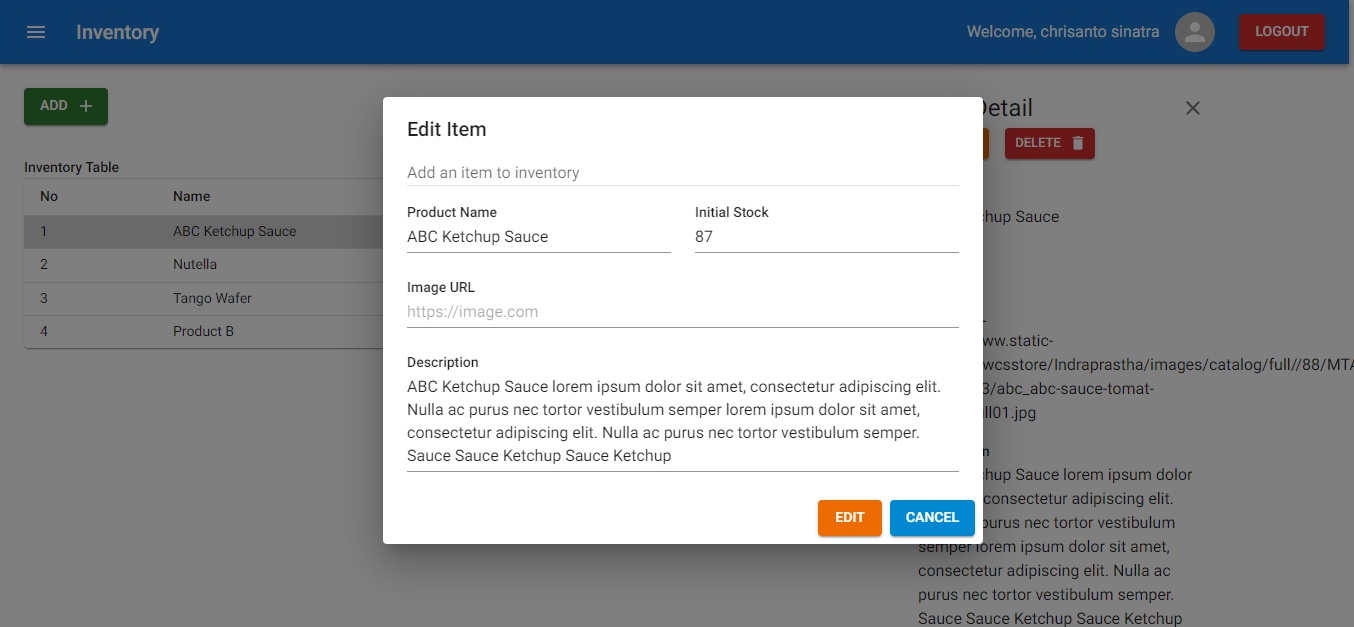 Inventory
Welcome, chrisanto sinatra
LOGOUT
ADD
Inventory Table
No Name
1 ABC Ketchup Sauce
2 Nutella
3 Tango Wafer
4 Product B
Edit Item
Add an item to inventory
Product Name
ABC Ketchup Sauce
Initial Stock
87
Image URL
https://image.com
Description
ABC Ketchup Sauce lorem ipsum dolor sit amet, consectetur adipiscing elit.
Nulla ac purus nec tortor vestibulum semper lorem ipsum dolor sit amet,
consectetur adipiscing elit. Nulla ac purus nec tortor vestibulum semper.
Sauce Sauce Ketchup Sauce Ketchup
EDIT
CANCEL
Detail
DELETE
hup Sauce
ww.static-
wcsstore/Indraprastha/images/catalog/full//88/MTA
3/abc_abc-sauce-tomat-
ll01.jpg
n
hup Sauce lorem ipsum dolor
consectetur adipiscing elit.
purus nec tortor vestibulum
semper lorem ipsum dolor sit amet,
consectetur adipiscing elit. Nulla ac
purus nec tortor vestibulum semper.
Sauce Sauce Ketchup Sauce Ketchup